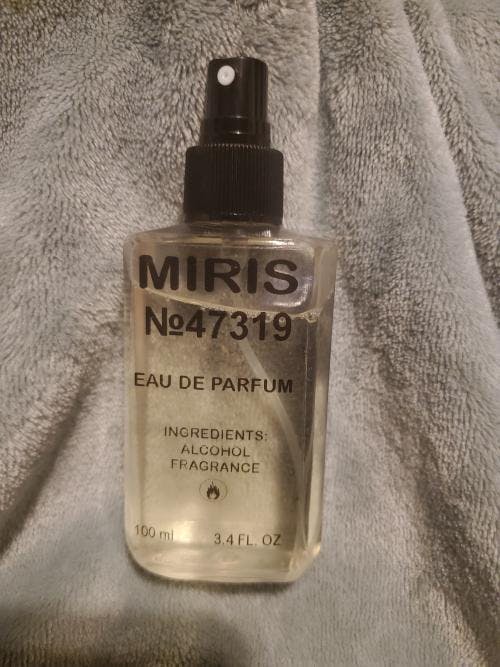 MIRIS
№47319
EAU DE PARFUM
INGREDIENTS:
ALCOHOL
FRAGRANCE
100 ml 3.4 FL. OZ